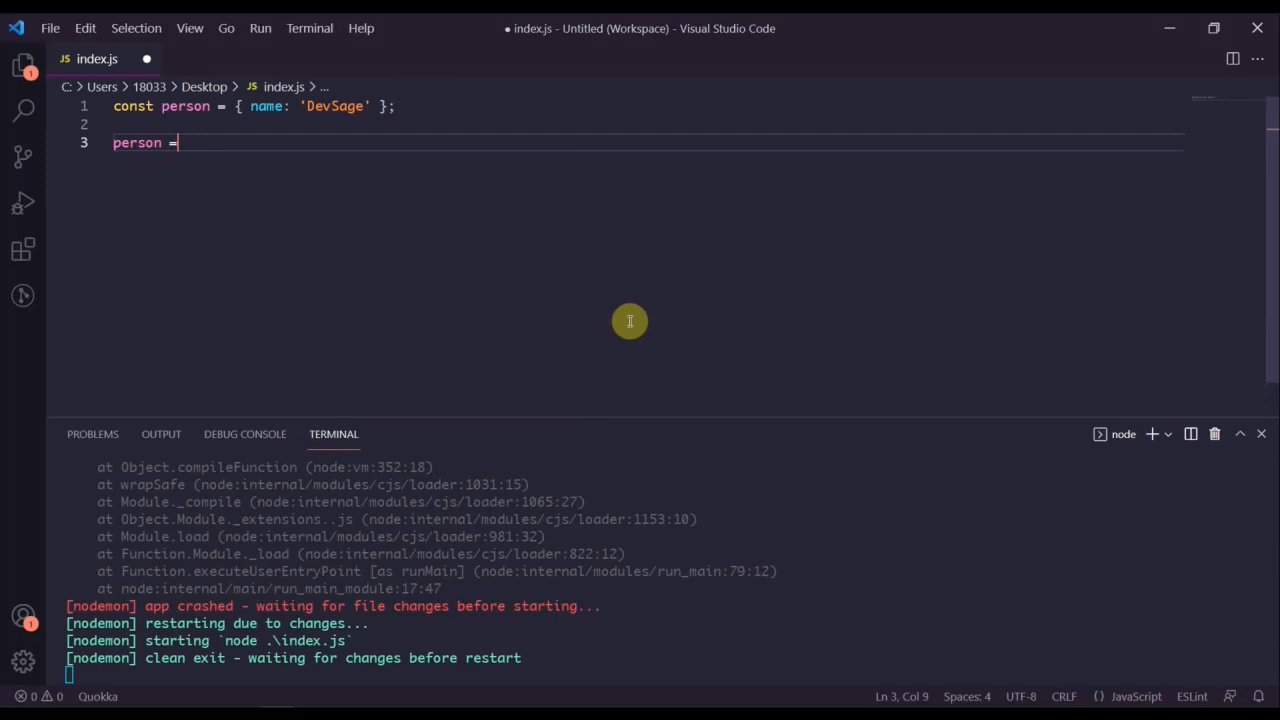 File Edit Selection View Go Run Terminal Help ● index.js - Untitled (Workspace) - Visual Studio Code
JS index.js ●
C: > Users > 18033 > Desktop > JS index.js > ...
1 const person = { name: 'DevSage' };
2
3 person =
PROBLEMS OUTPUT DEBUG CONSOLE TERMINAL node
at Object.compileFunction (node:vm:352:18)
at wrapSafe (node:internal/modules/cjs/loader:1031:15)
at Module._compile (node:internal/modules/cjs/loader:1065:27)
at Object.Module._extensions..js (node:internal/modules/cjs/loader:1153:10)
at Module.load (node:internal/modules/cjs/loader:981:32)
at Function.Module._load (node:internal/modules/cjs/loader:822:12)
at Function.executeUserEntryPoint [as runMain] (node:internal/modules/run_main:79:12)
at node:internal/main/run_main_module:17:47
[nodemon] app crashed - waiting for file changes before starting...
[nodemon] restarting due to changes...
[nodemon] starting `node .\index.js`
[nodemon] clean exit - waiting for changes before restart
1
1
0 0 Quokka Ln 3, Col 9 Spaces: 4 UTF-8 CRLF {} JavaScript ESLint